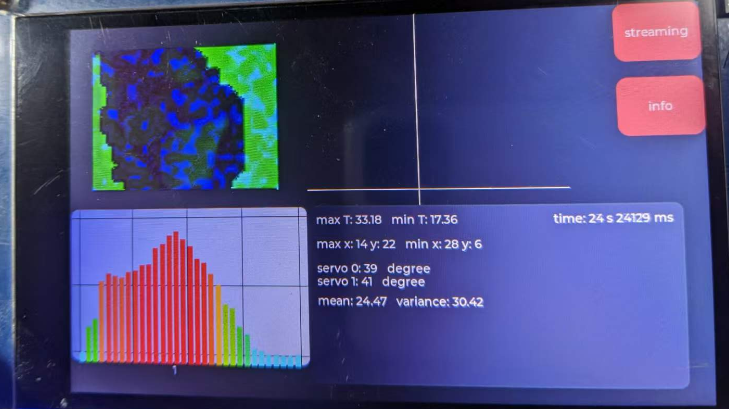 streaming
info
max T: 33.18 min T: 17.36 time: 24 s 24129 ms
max x: 14 y: 22 min x: 28 y: 6
servo 0: 39 degree
servo 1: 41 degree
mean: 24.47 variance: 30.42
1